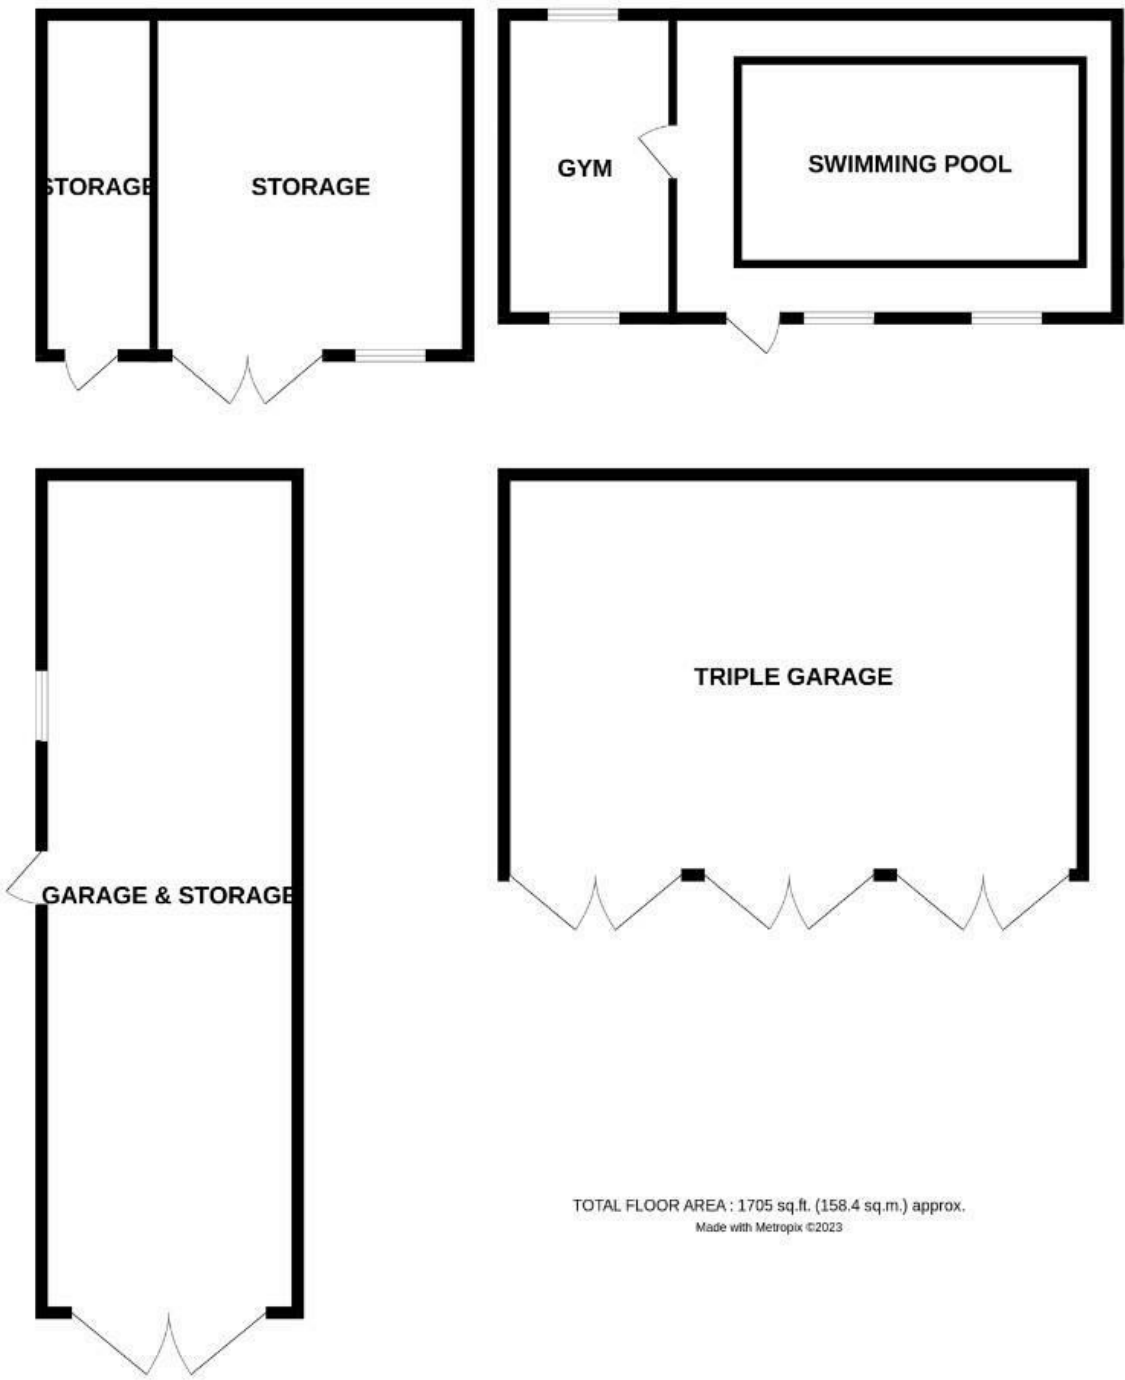 STORAGE
STORAGE
GYM
SWIMMING POOL
GARAGE & STORAGE
TRIPLE GARAGE
TOTAL FLOOR AREA : 1705 sq.ft. (158.4 sq.m.) approx.
Made with Metropix ©2023